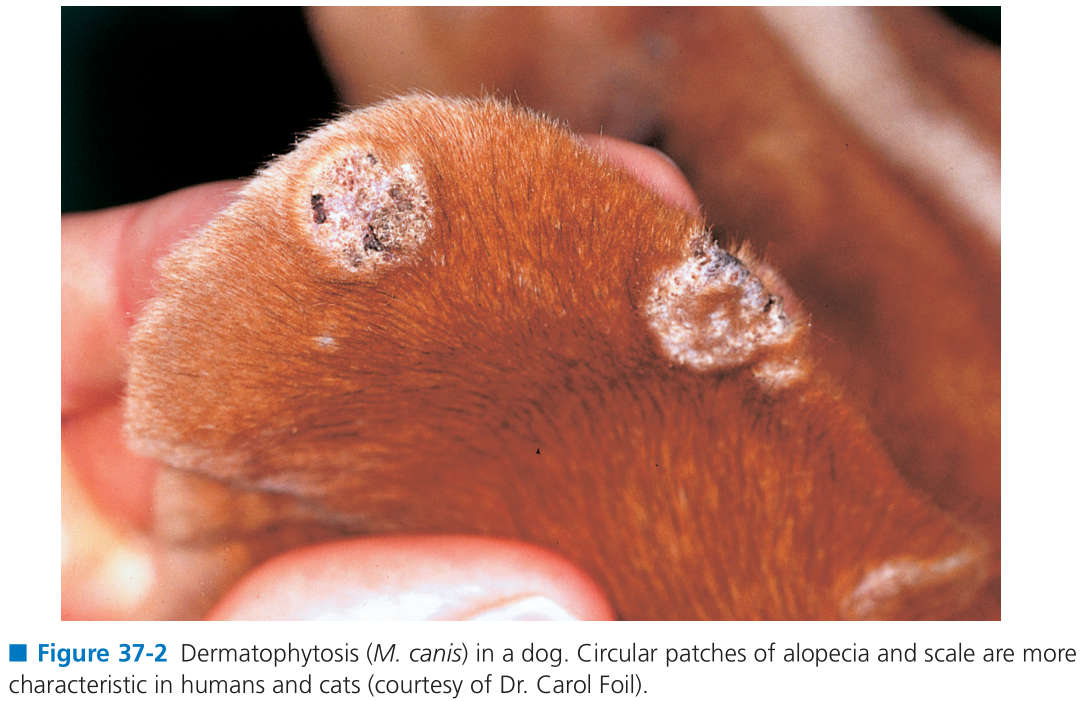 ■ Figure 37-2 Dermatophytosis (M. canis) in a dog. Circular patches of alopecia and scale are more
characteristic in humans and cats (courtesy of Dr. Carol Foil).